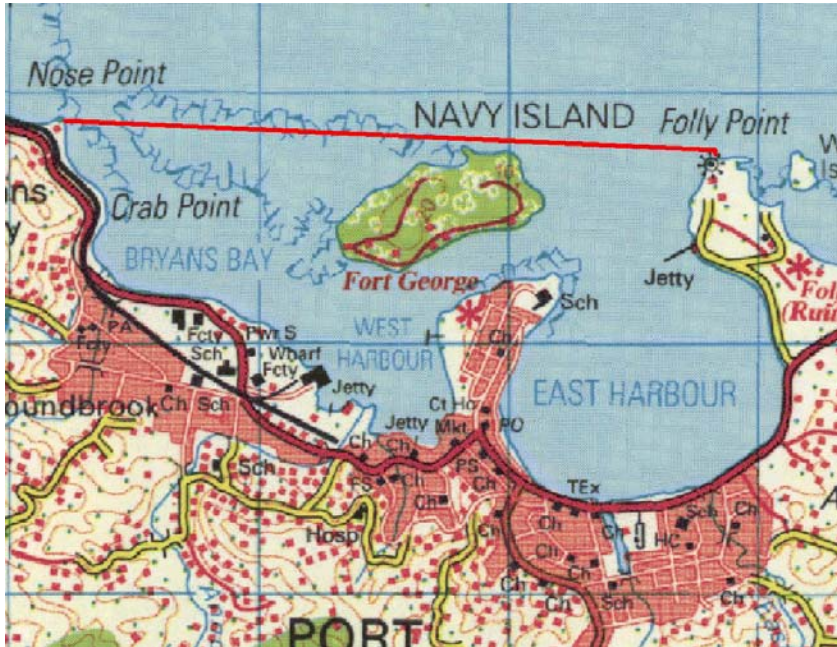 Nose Point
NAVY ISLAND
Folly Point
Crab Point
BRYANS BAY
Fort George
Jetty
Sch
WEST
HARBOUR
PA
Fcty
Fcty
Sch
Pwr S
Wharf
Fcty
Jetty
Ch
EAST HARBOUR
oundbrook
Ch
Sch
Jetty
Ct Ho
Mkt
PO
Ch
Ch
Sch
FS
Ch
PS
Ch
Ch
TEx
Hosp
Ch
Ch
Ch
HC
Sch
Ch
Ch
Ch
Ch
Sch
Ch
PORT